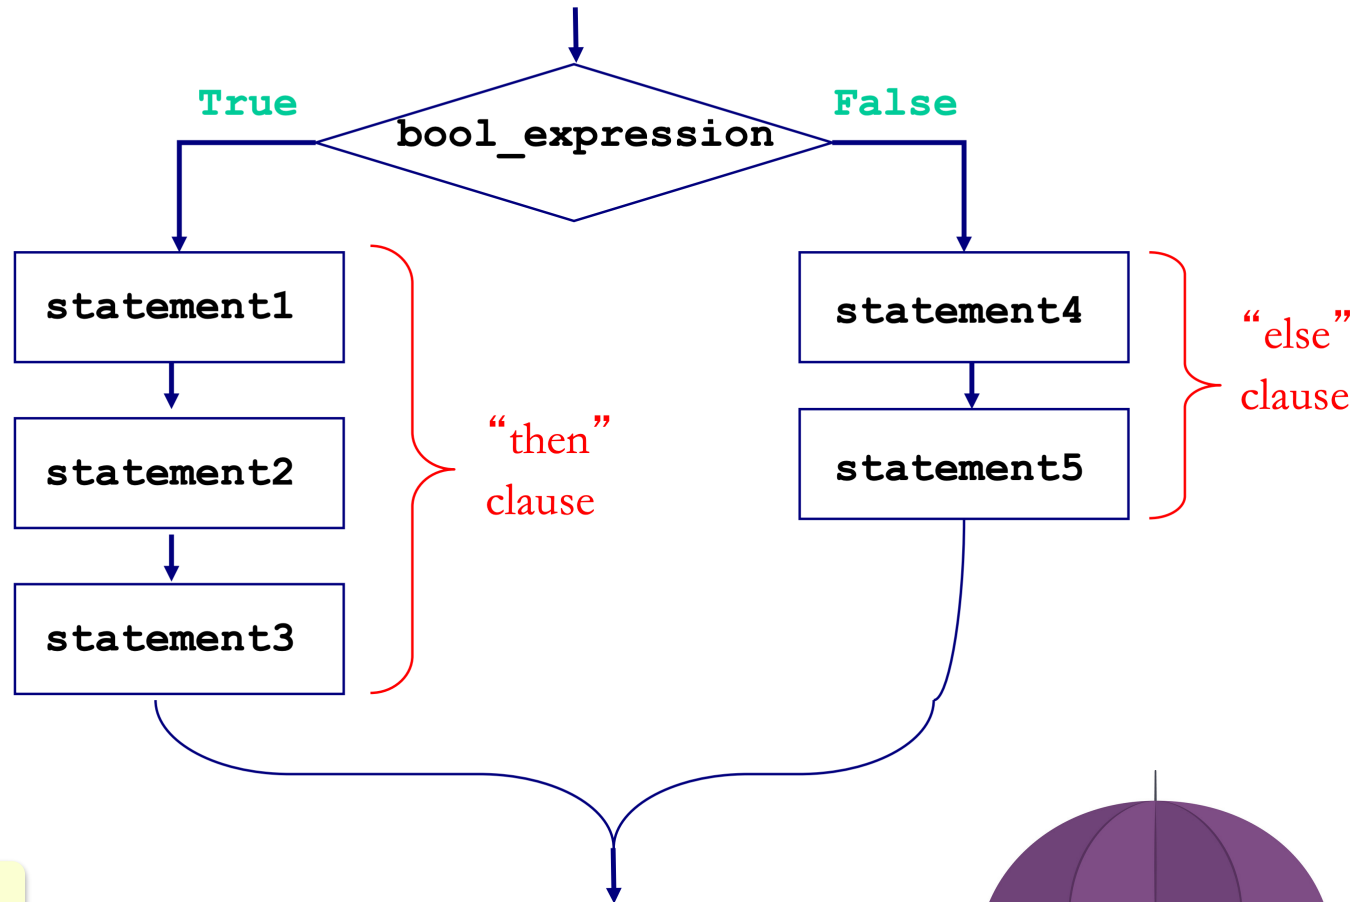 True
False
bool_expression
statement1
statement2
statement3
“then”
clause
statement4
statement5
“else”
clause